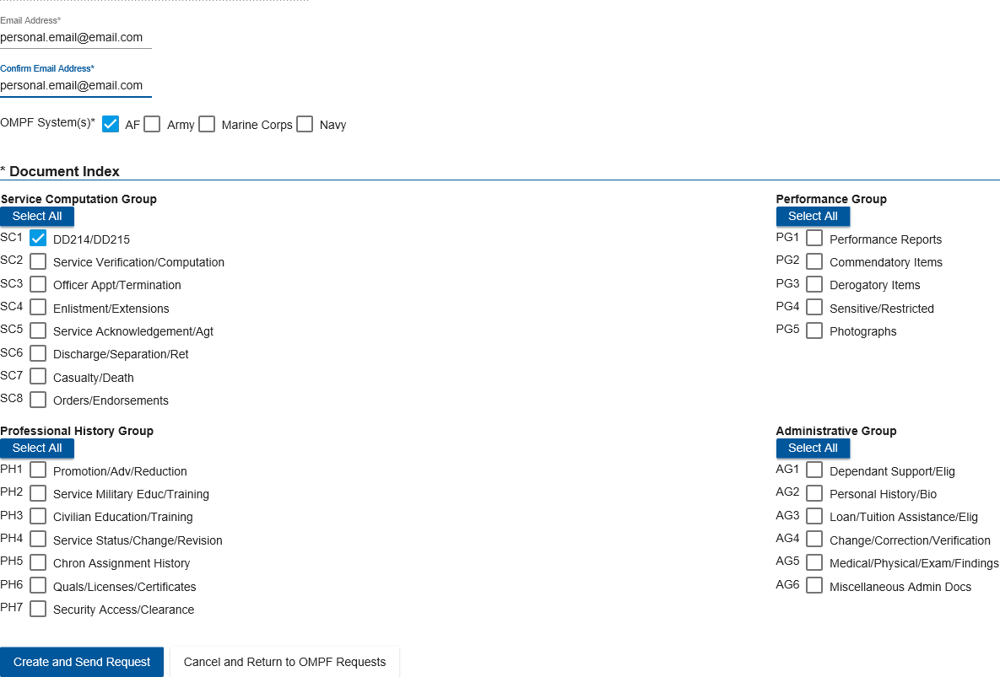 Email Address*
personal.email@email.com
Confirm Email Address*
personal.email@email.com
OMPF System(s)* AF Army Marine Corps Navy
* Document Index
Service Computation Group
Select All
SC1 DD214/DD215
SC2 Service Verification/Computation
SC3 Officer Appt/Termination
SC4 Enlistment/Extensions
SC5 Service Acknowledgement/Agt
SC6 Discharge/Separation/Ret
SC7 Casualty/Death
SC8 Orders/Endorsements
Performance Group
Select All
PG1 Performance Reports
PG2 Commendatory Items
PG3 Derogatory Items
PG4 Sensitive/Restricted
PG5 Photographs
Professional History Group
Select All
PH1 Promotion/Adv/Reduction
PH2 Service Military Educ/Training
PH3 Civilian Education/Training
PH4 Service Status/Change/Revision
PH5 Chron Assignment History
PH6 Quals/Licenses/Certificates
PH7 Security Access/Clearance
Administrative Group
Select All
AG1 Dependant Support/Elig
AG2 Personal History/Bio
AG3 Loan/Tuition Assistance/Elig
AG4 Change/Correction/Verification
AG5 Medical/Physical/Exam/Findings
AG6 Miscellaneous Admin Docs
Create and Send Request
Cancel and Return to OMPF Requests